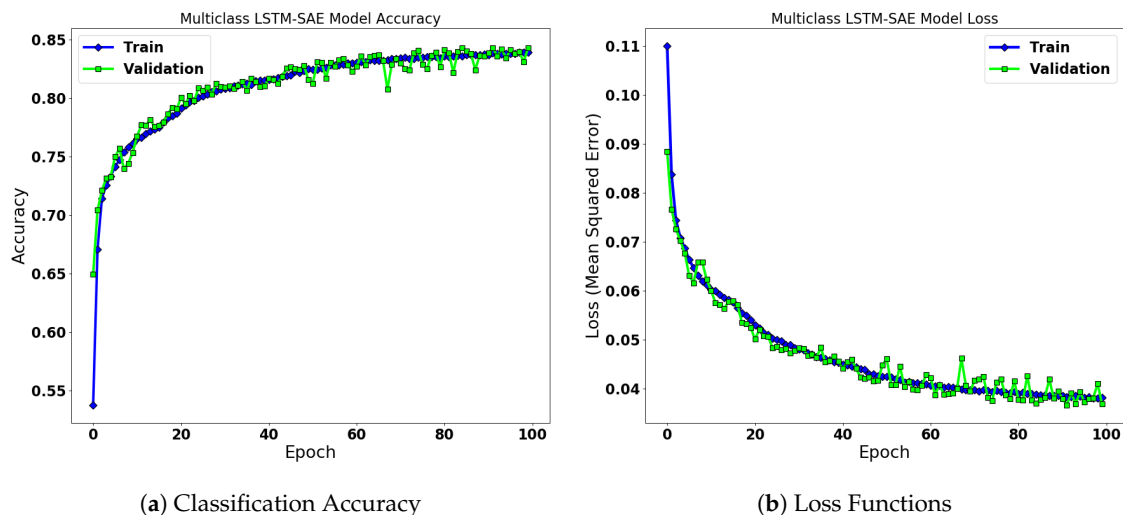 Multiclass LSTM-SAE Model Accuracy
0.85
0.80
0.75
0.70
0.65
0.60
0.55
Accuracy
Train
Validation
0 20 40 60 80 100
Epoch
(a) Classification Accuracy
Multiclass LSTM-SAE Model Loss
0.11
0.10
0.09
0.08
0.07
0.06
0.05
0.04
Loss (Mean Squared Error)
Train
Validation
0 20 40 60 80 100
Epoch
(b) Loss Functions